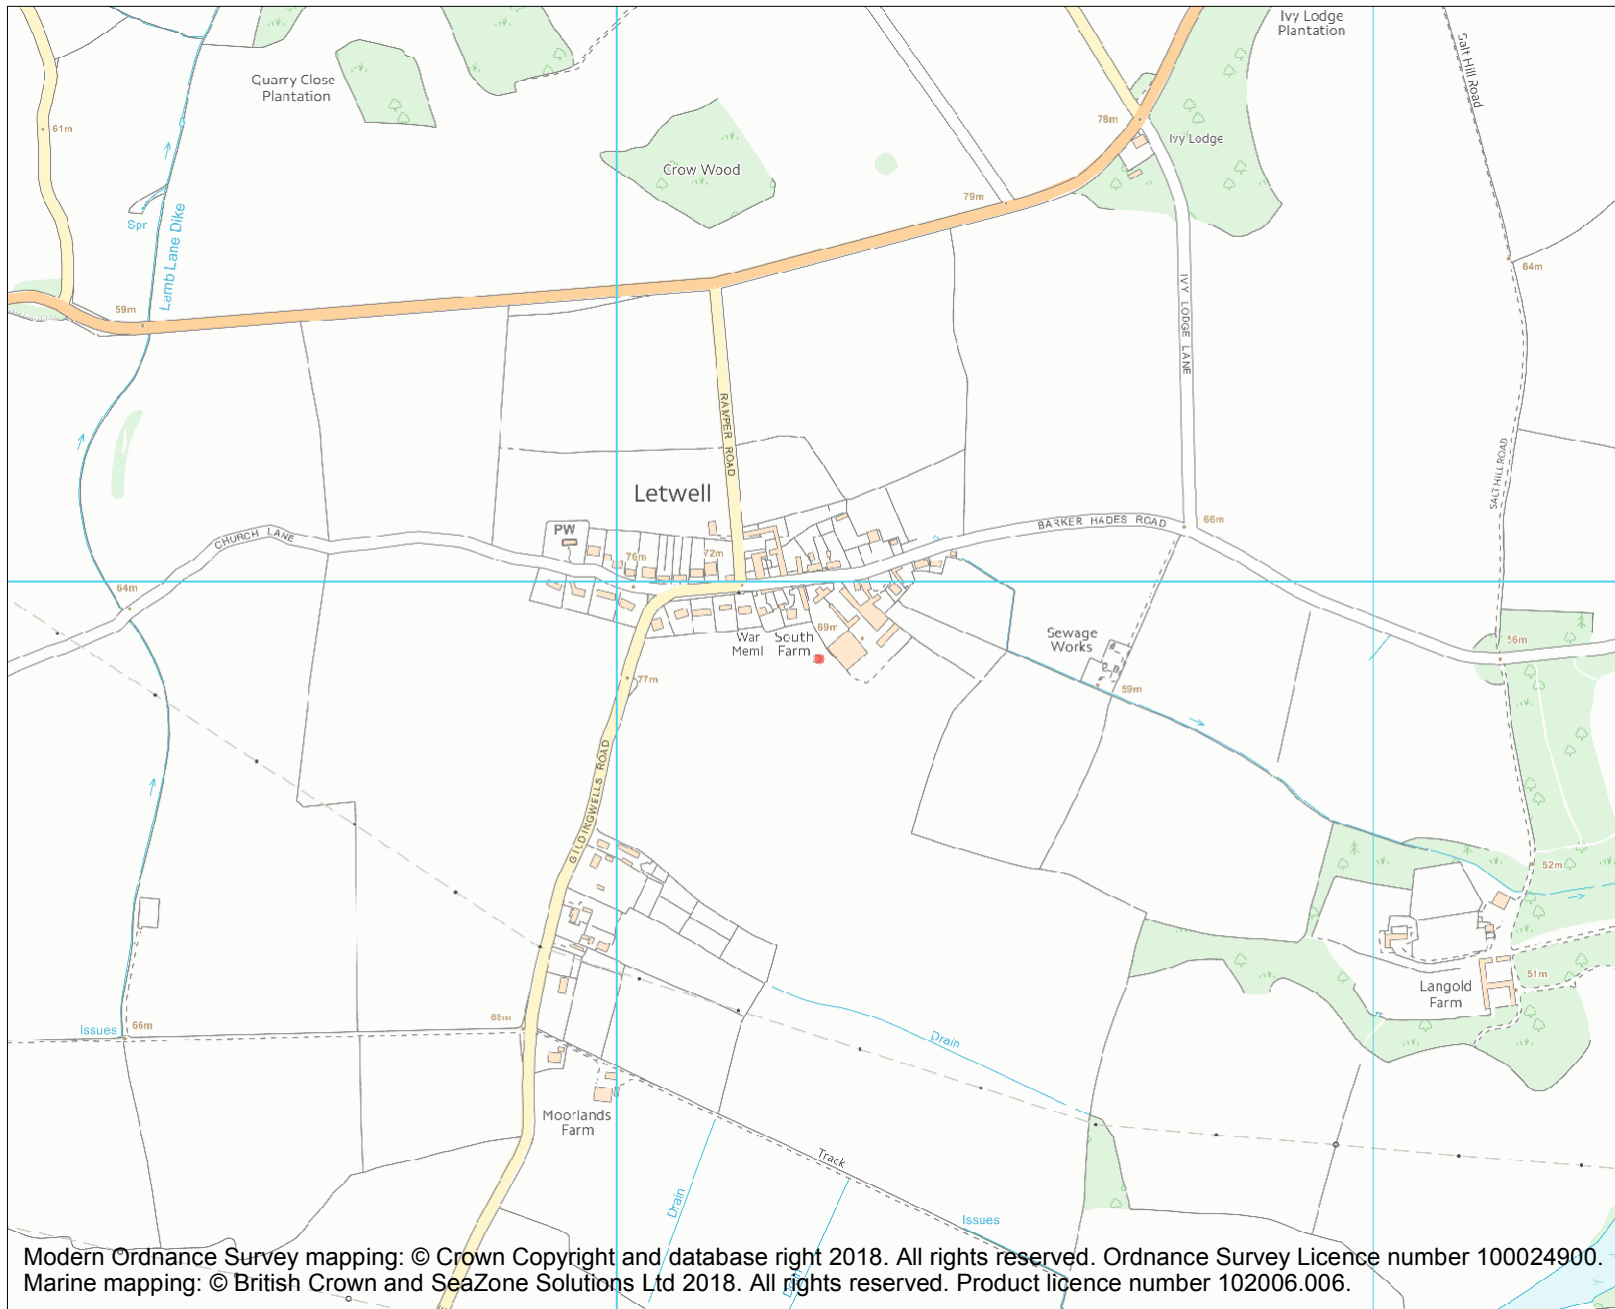 Ivy Lodge
Plantation
Salt Hill Road
Quarry Close
Plantation
61m
78m
Ivy Lodge
Crow Wood
79m
Spr
Lamb Lane Dike
64m
59m
IVY LODGE LANE
RAMPER ROAD
SALT HILL ROAD
Letwell
PW
BARKER HADES ROAD
66m
CHURCH LANE
76m
72m
64m
69m
War
Meml
South
Farm
Sewage
Works
56m
77m
59m
GILDINGWELLS ROAD
52m
51m
Langold
Farm
Issues
66m
Drain
Moorlands
Farm
Track
Drain
Issues
Modern Ordnance Survey mapping: © Crown Copyright and database right 2018. All rights reserved. Ordnance Survey Licence number 100024900.
Marine mapping: © British Crown and SeaZone Solutions Ltd 2018. All rights reserved. Product licence number 102006.006.